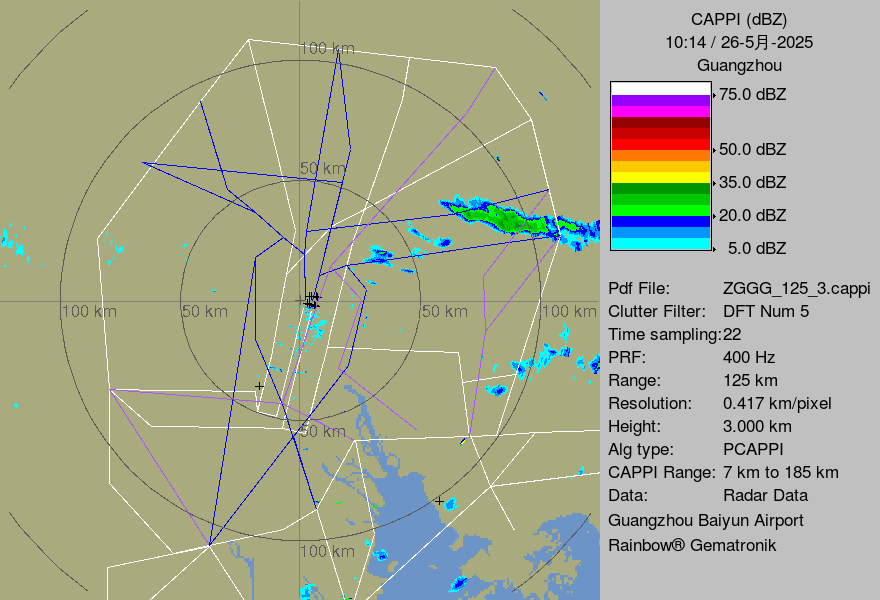 100 km
50 km
100 km
50 km
50 km
100 km
50 km
100 km
CAPPI (dBZ)
10:14 / 26-5月-2025
Guangzhou
75.0 dBZ
50.0 dBZ
35.0 dBZ
20.0 dBZ
5.0 dBZ
Pdf File: ZGGG_125_3.cappi
Clutter Filter: DFT Num 5
Time sampling:22
PRF: 400 Hz
Range: 125 km
Resolution: 0.417 km/pixel
Height: 3.000 km
Alg type: PCAPPI
CAPPI Range: 7 km to 185 km
Data: Radar Data
Guangzhou Baiyun Airport
Rainbow® Gematronik